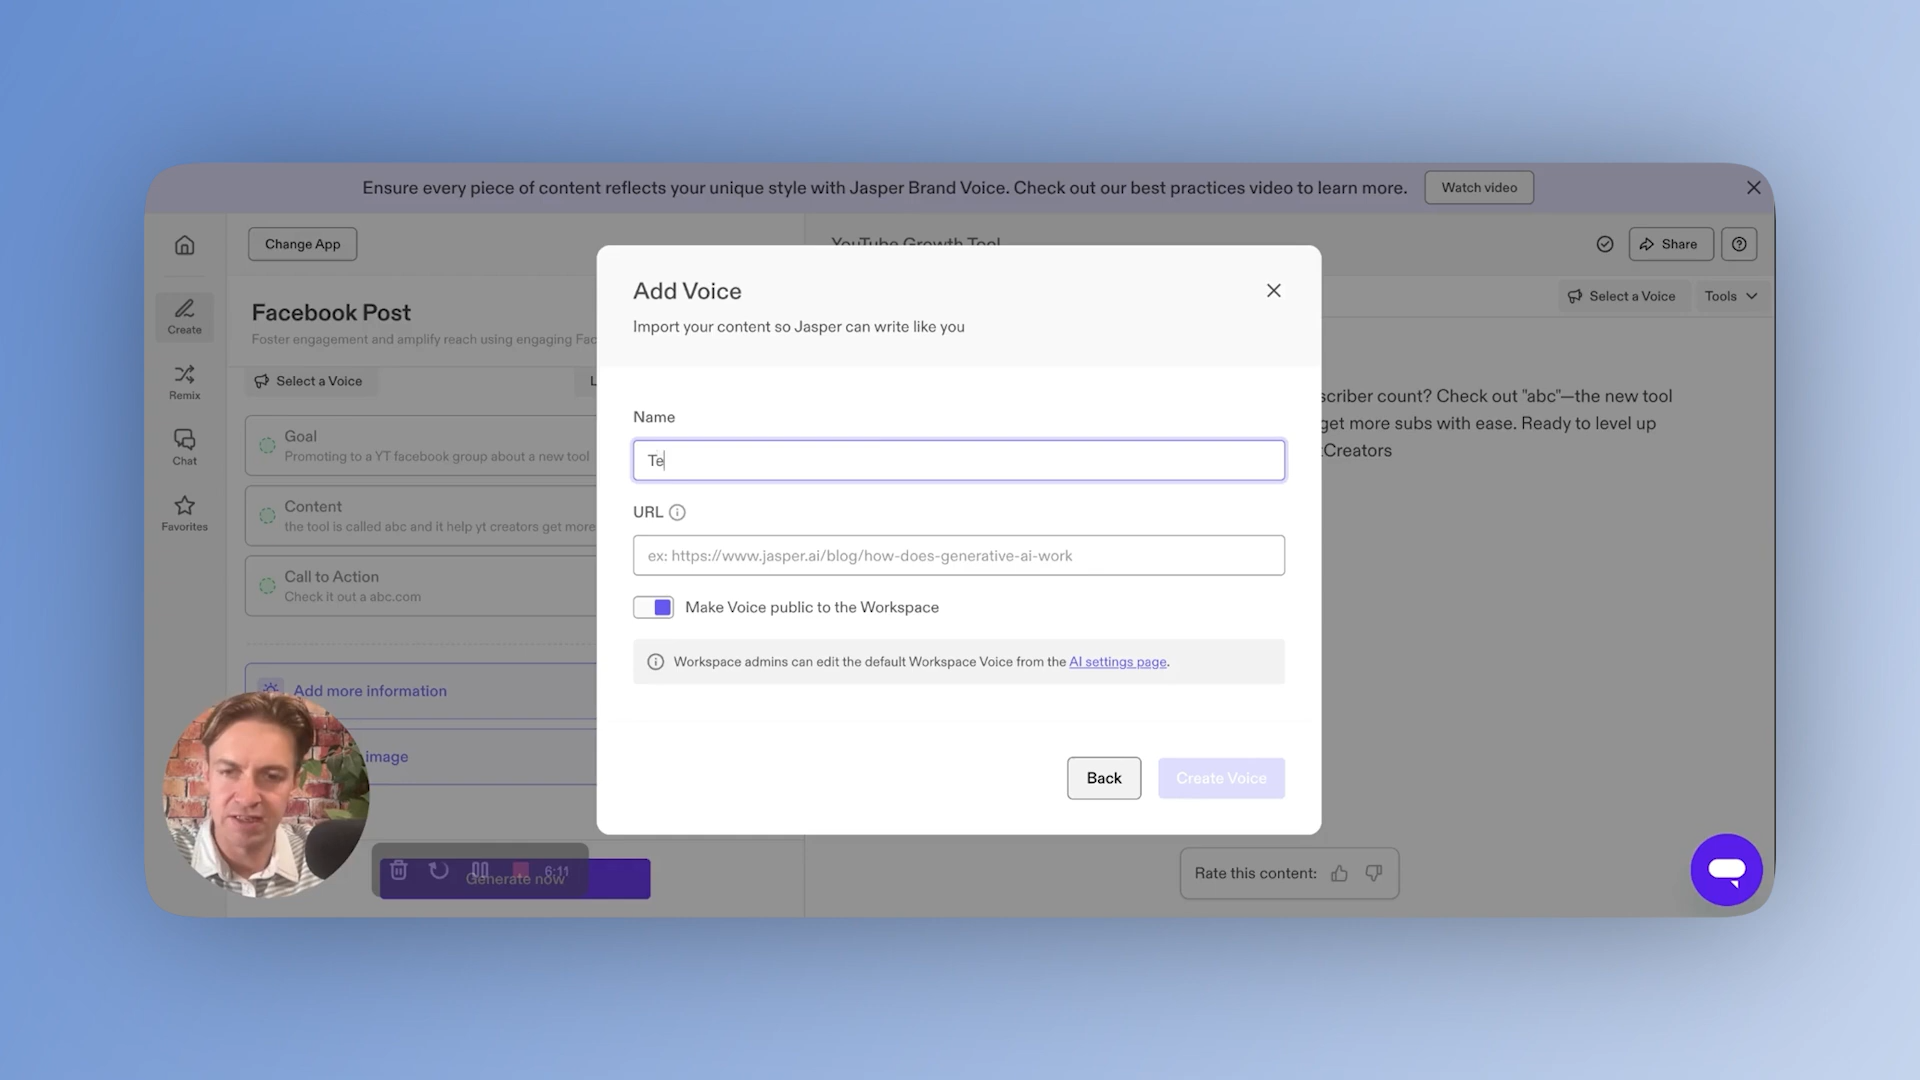 Ensure every piece of content reflects your unique style with Jasper Brand Voice. Check out our best practices video to learn more.
Watch video
Change App
YouTube Growth Tool
Share
Create
Remix
Chat
Favorites
Facebook Post
Foster engagement and amplify reach using engaging Fac
Select a Voice
L
Goal
Promoting to a YT facebook group about a new tool
Content
the tool is called abc and it help yt creators get more
Call to Action
Check it out a abc.com
Add more information
image
Generate now
6:11
Add Voice
Import your content so Jasper can write like you
Name
Te
URL
ex: https://www.jasper.ai/blog/how-does-generative-ai-work
Make Voice public to the Workspace
Workspace admins can edit the default Workspace Voice from the AI settings page.
Back
Create Voice
Select a Voice
Tools
scriber count? Check out "abc"—the new tool
get more subs with ease. Ready to level up
tCreators
Rate this content: